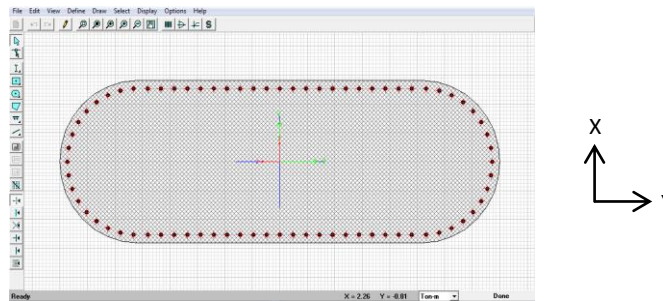 File Edit View Define Draw Select Display Options Help
S
X
Ready X = 2.26 Y = -0.81 Ton-m Done